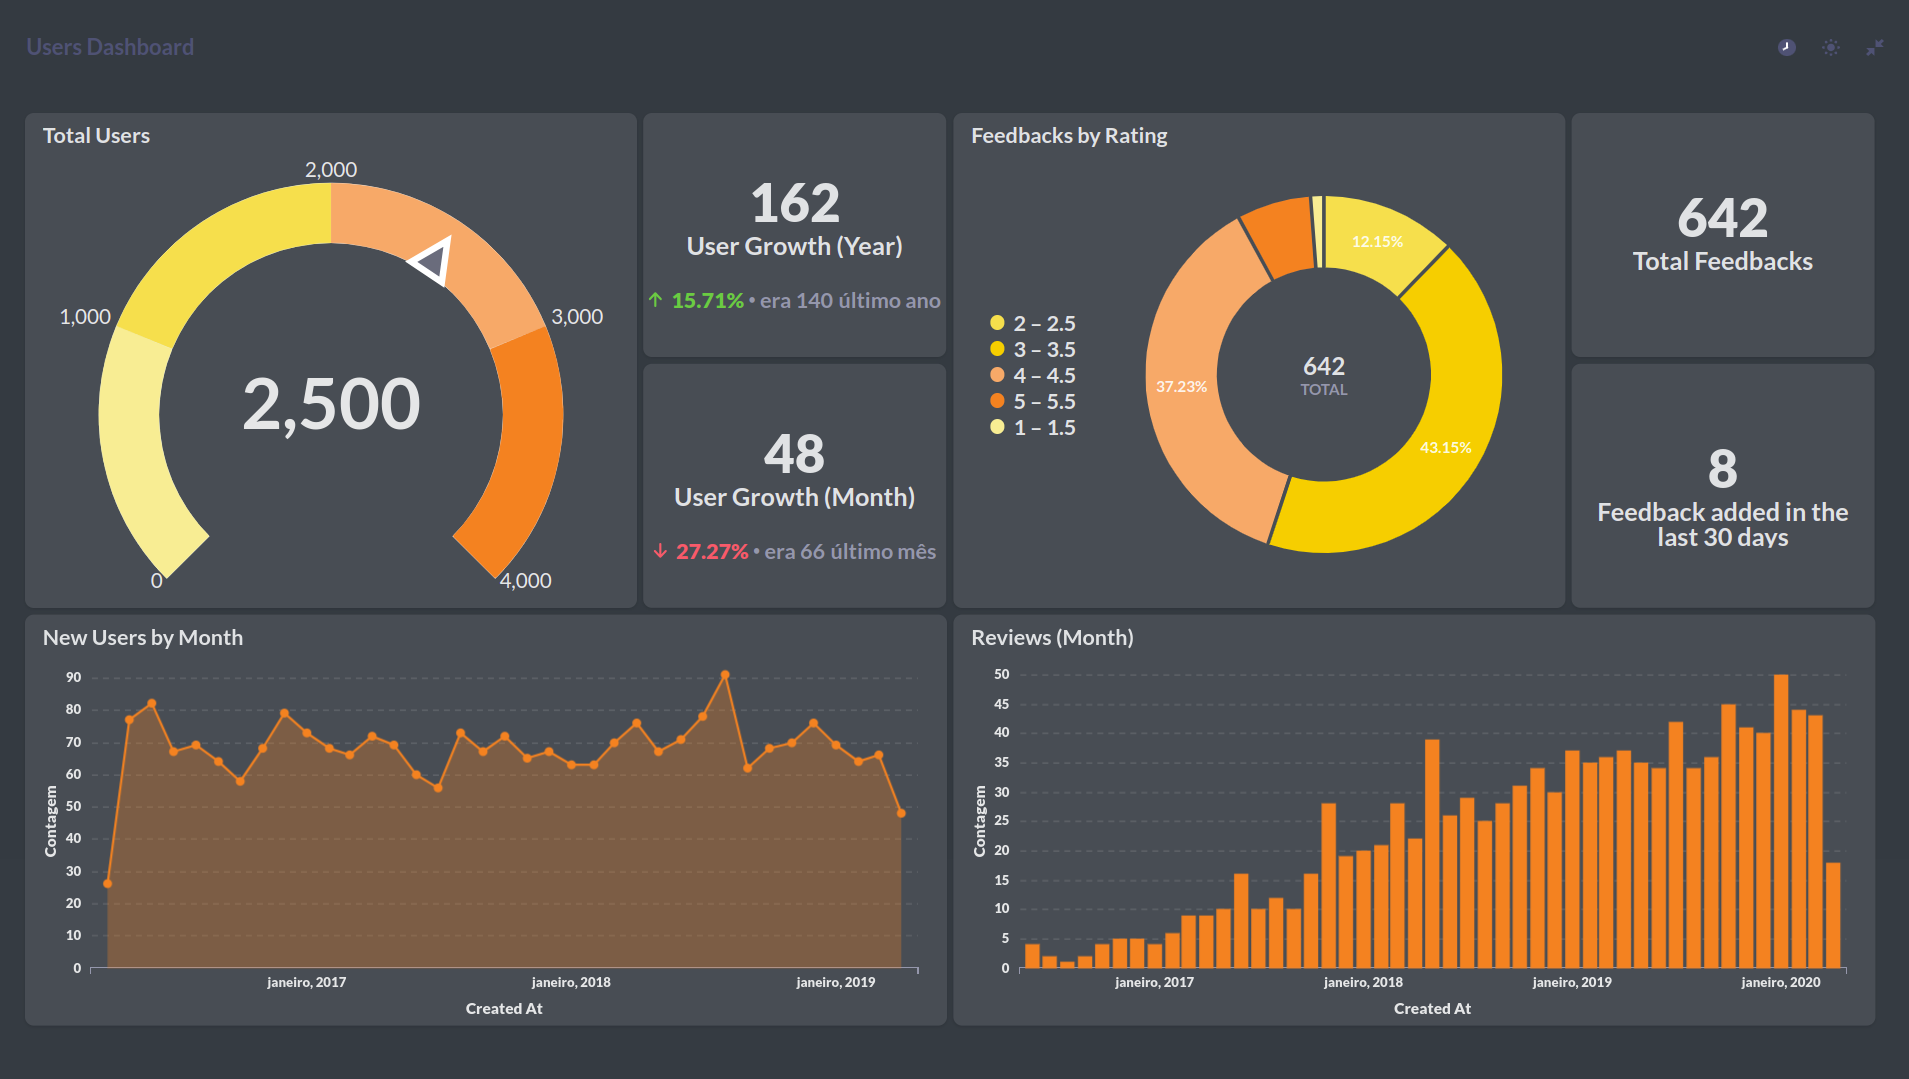 Users Dashboard
Total Users
2,000
1,000
3,000
2,500
0
4,000
162
User Growth (Year)
↑ 15.71% • era 140 último ano
48
User Growth (Month)
↓ 27.27% • era 66 último mês
Feedbacks by Rating
2 – 2.5
3 – 3.5
4 – 4.5
5 – 5.5
1 – 1.5
12.15%
37.23%
43.15%
642
TOTAL
642
Total Feedbacks
8
Feedback added in the
last 30 days
New Users by Month
90
80
70
60
50
40
30
20
10
0
Contagem
janeiro, 2017
janeiro, 2018
janeiro, 2019
Created At
Reviews (Month)
50
45
40
35
30
25
20
15
10
5
0
Contagem
janeiro, 2017
janeiro, 2018
janeiro, 2019
janeiro, 2020
Created At